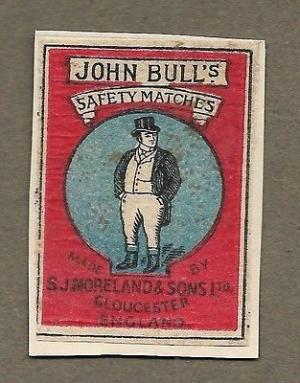 JOHN BULL'S
SAFETY MATCHES
MADE BY
S.J MORELAND & SONS LTD.
GLOUCESTER
ENGLAND